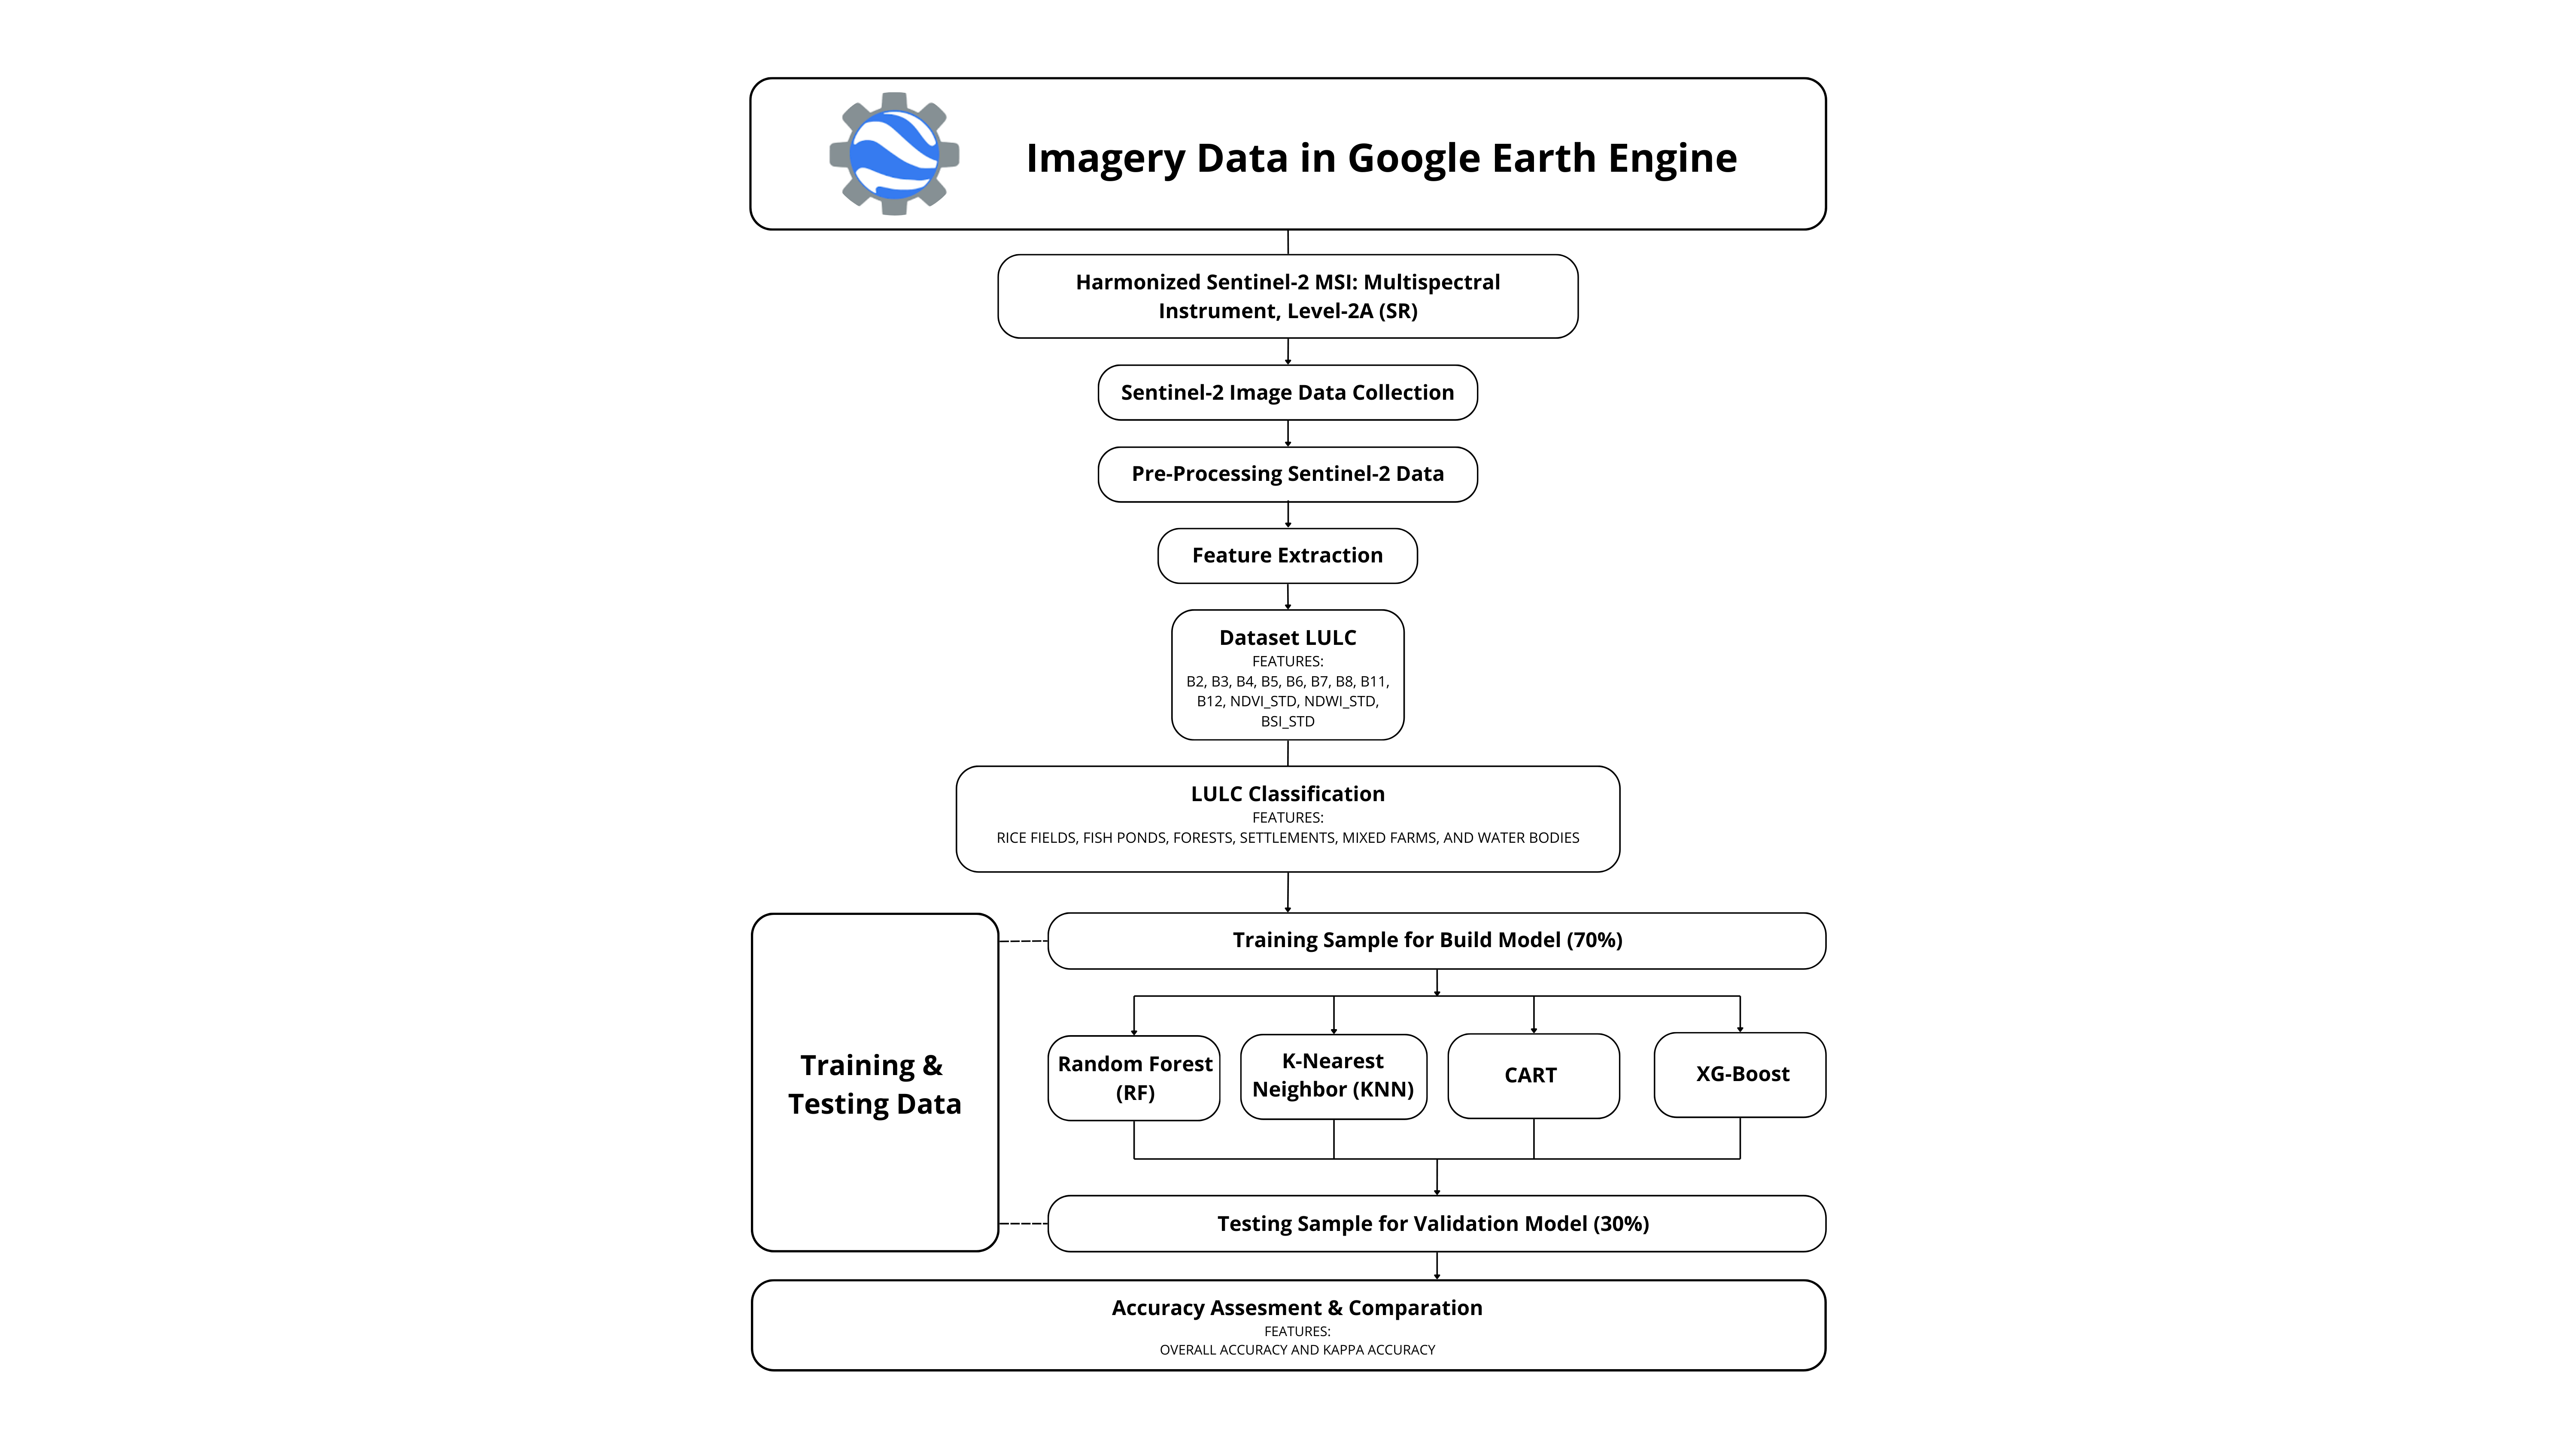 Imagery Data in Google Earth Engine
Harmonized Sentinel-2 MSI: Multispectral
Instrument, Level-2A (SR)
Sentinel-2 Image Data Collection
Pre-Processing Sentinel-2 Data
Feature Extraction
Dataset LULC
FEATURES:
B2, B3, B4, B5, B6, B7, B8, B11,
B12, NDVI_STD, NDWI_STD,
BSI_STD
LULC Classification
FEATURES:
RICE FIELDS, FISH PONDS, FORESTS, SETTLEMENTS, MIXED FARMS, AND WATER BODIES
Training &
Testing Data
Training Sample for Build Model (70%)
Random Forest
(RF)
K-Nearest
Neighbor (KNN)
CART
XG-Boost
Testing Sample for Validation Model (30%)
Accuracy Assesment & Comparation
FEATURES:
OVERALL ACCURACY AND KAPPA ACCURACY